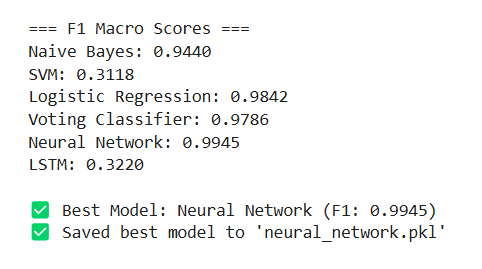 === F1 Macro Scores ===
Naive Bayes: 0.9440
SVM: 0.3118
Logistic Regression: 0.9842
Voting Classifier: 0.9786
Neural Network: 0.9945
LSTM: 0.3220
✅ Best Model: Neural Network (F1: 0.9945)
✅ Saved best model to 'neural_network.pkl'